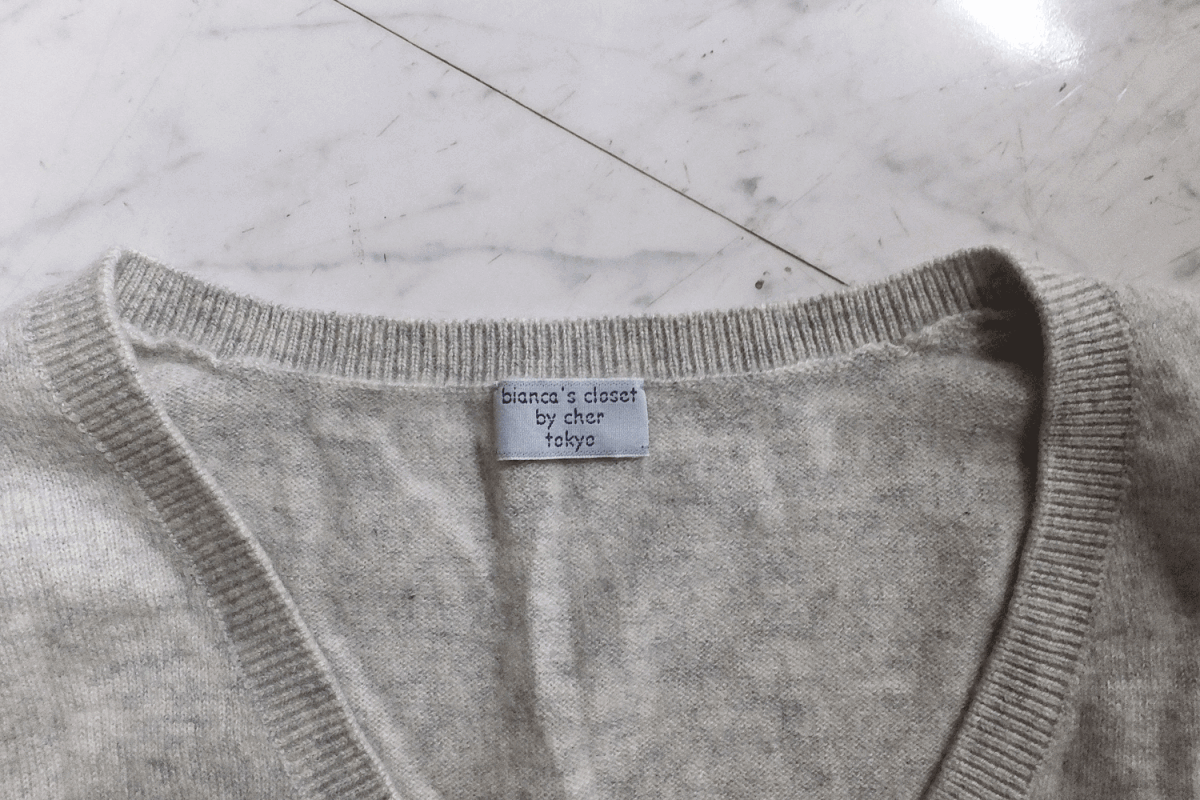 bianca's closet
by cher
tokyo